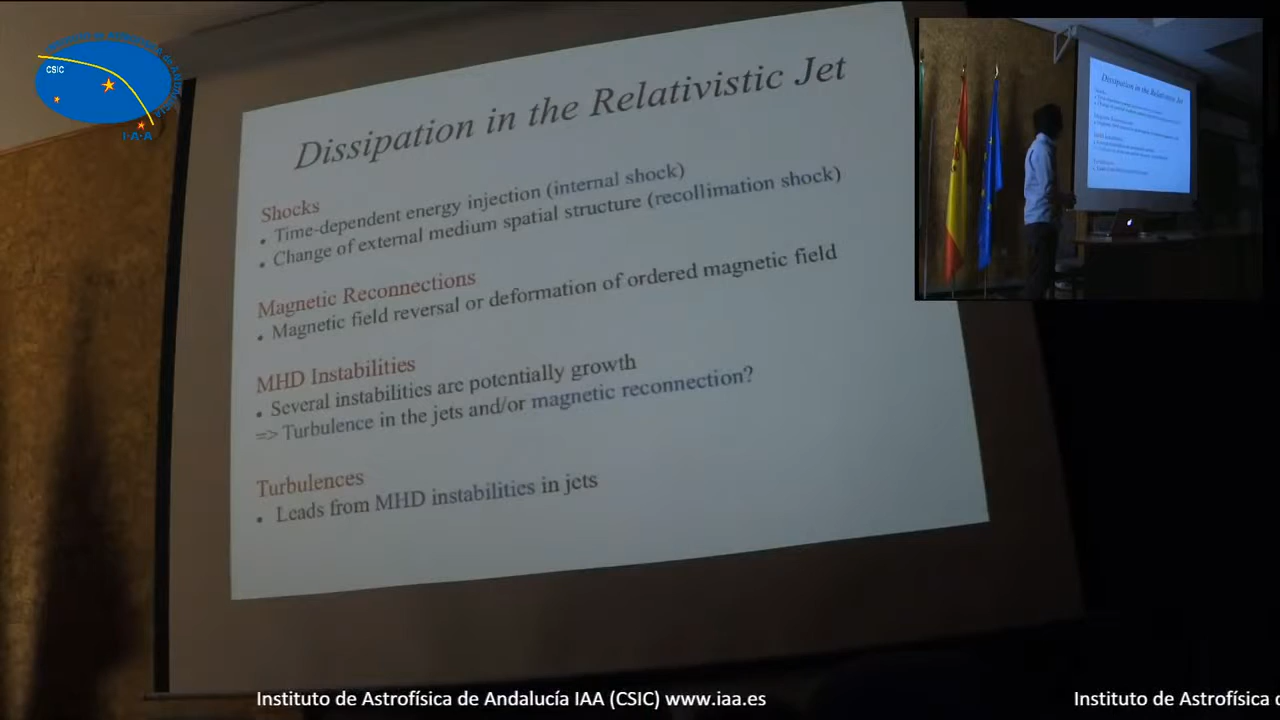 CSIC
I·A·A
Dissipation in the Relativistic Jet
Shocks
• Time-dependent energy injection (internal shock)
• Change of external medium spatial structure (recollimation shock)
Magnetic Reconnections
• Magnetic field reversal or deformation of ordered magnetic field
MHD Instabilities
• Several instabilities are potentially growth
=> Turbulence in the jets and/or magnetic reconnection?
Turbulences
• Leads from MHD instabilities in jets
Dissipation in the Relativistic Jet
Instituto de Astrofísica de Andalucía IAA (CSIC) www.iaa.es
Instituto de Astrofísica